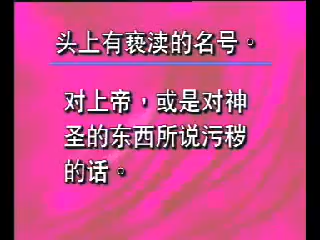 头上有亵渎的名号。
对上帝，或是对神
圣的东西所说污秽
的话。